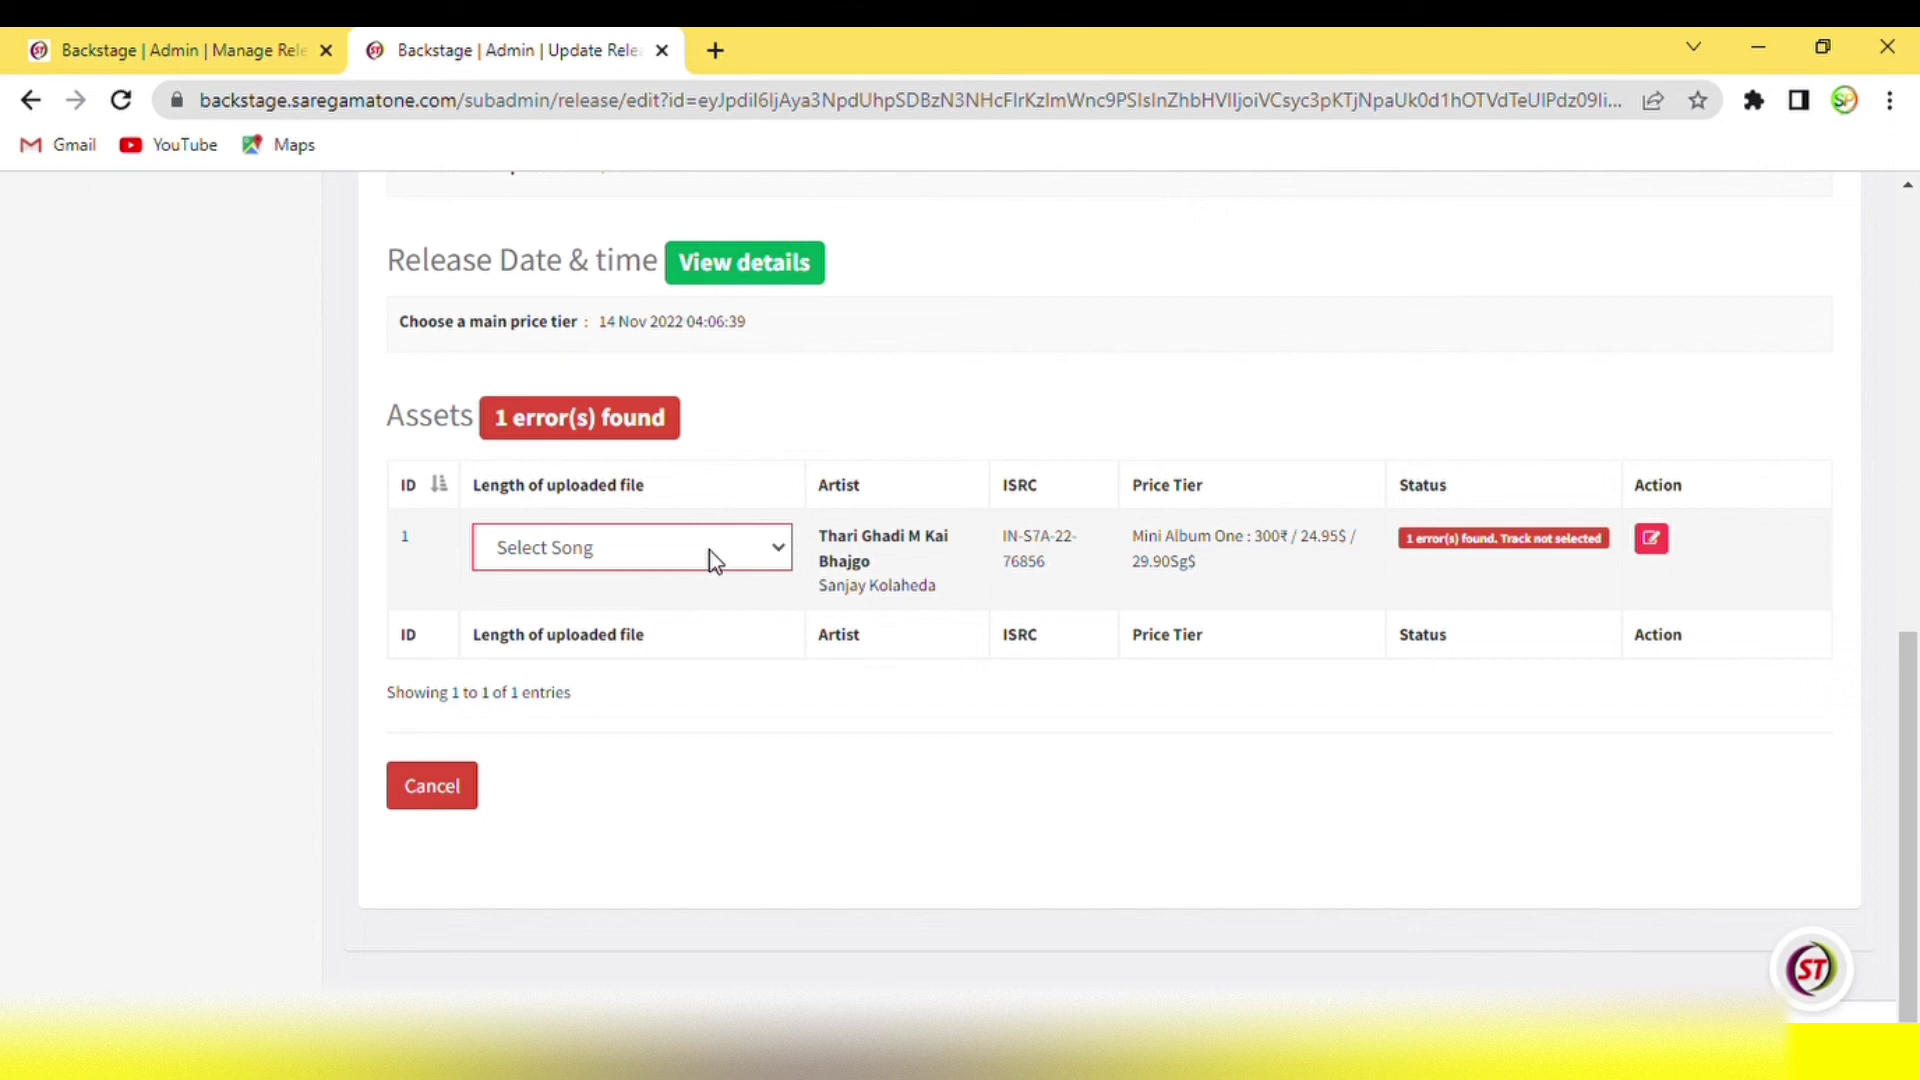 Backstage | Admin | Manage Rele
Backstage | Admin | Update Rele
backstage.saregamatone.com/subadmin/release/edit?id=
Gmail
YouTube
Maps
Release Date & time View details
Choose a main price tier : 14 Nov 2022 04:06:39
Assets 1 error(s) found
ID Length of uploaded file Artist ISRC Price Tier Status Action
1 Select Song Thari Ghadi M Kai Bhajgo Sanjay Kolaheda IN-S7A-22-76856 Mini Album One : 300₹ / 24.95$ / 29.90Sg$ 1 error(s) found. Track not selected
ID Length of uploaded file Artist ISRC Price Tier Status Action
Showing 1 to 1 of 1 entries
Cancel
ST